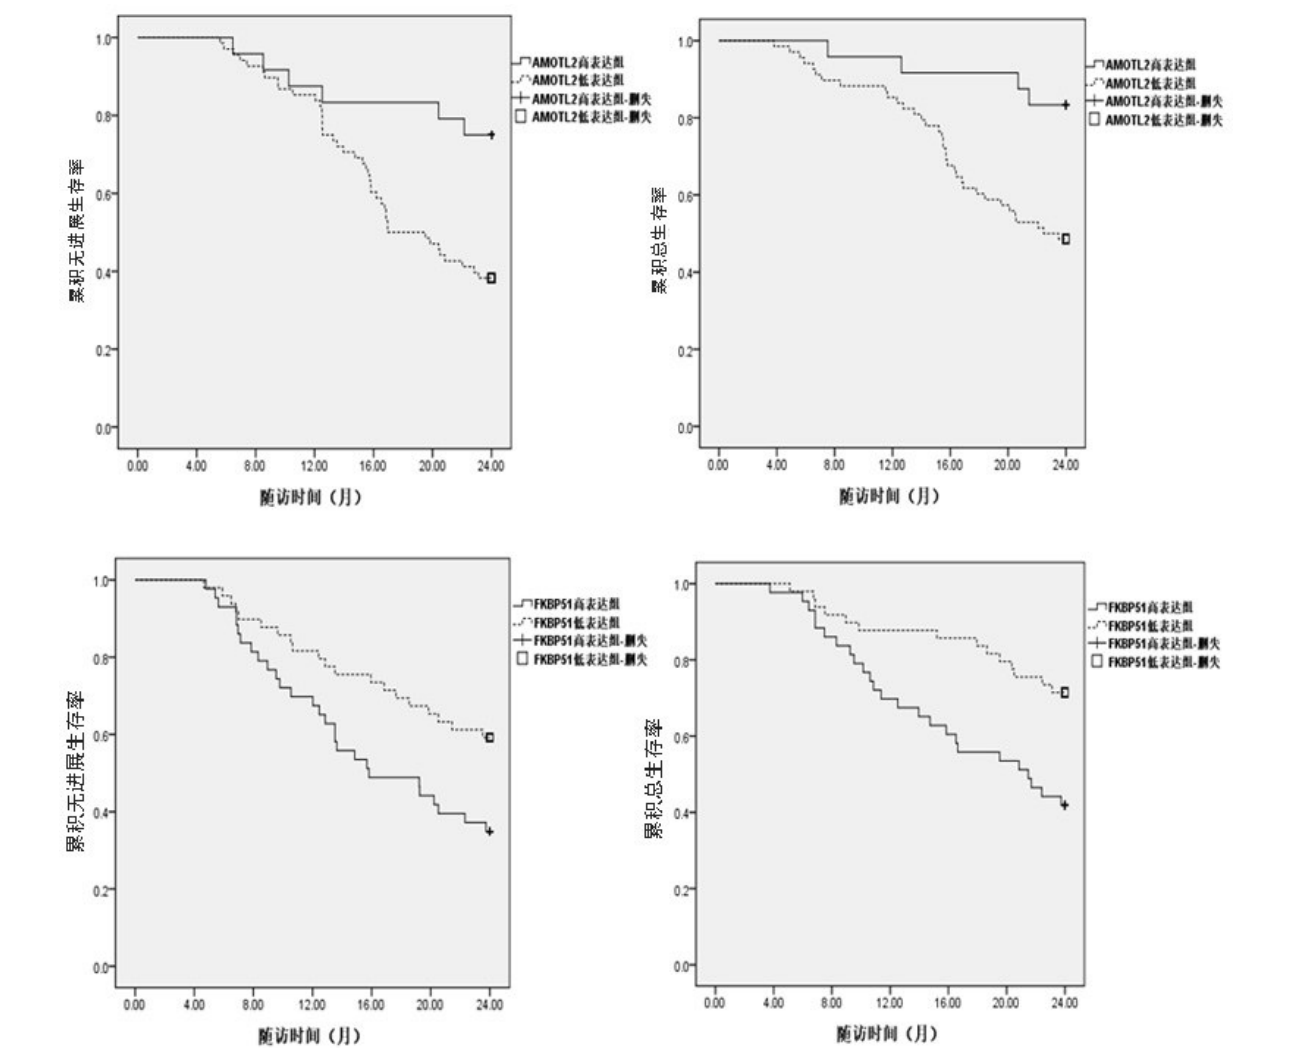 1.0
0.8
0.6
0.4
0.2
0.0
累积无进展生存率
0.00 4.00 8.00 12.00 16.00 20.00 24.00
随访时间（月）
AMOTL2高表达组
AMOTL2低表达组
AMOTL2高表达组-删失
AMOTL2低表达组-删失
1.0
0.8
0.6
0.4
0.2
0.0
累积总生存率
0.00 4.00 8.00 12.00 16.00 20.00 24.00
随访时间（月）
AMOTL2高表达组
AMOTL2低表达组
AMOTL2高表达组-删失
AMOTL2低表达组-删失
1.0
0.8
0.6
0.4
0.2
0.0
累积无进展生存率
0.00 4.00 8.00 12.00 16.00 20.00 24.00
随访时间（月）
FKBP51高表达组
FKBP51低表达组
FKBP51高表达组-删失
FKBP51低表达组-删失
1.0
0.8
0.6
0.4
0.2
0.0
累积总生存率
0.00 4.00 8.00 12.00 16.00 20.00 24.00
随访时间（月）
FKBP51高表达组
FKBP51低表达组
FKBP51高表达组-删失
FKBP51低表达组-删失